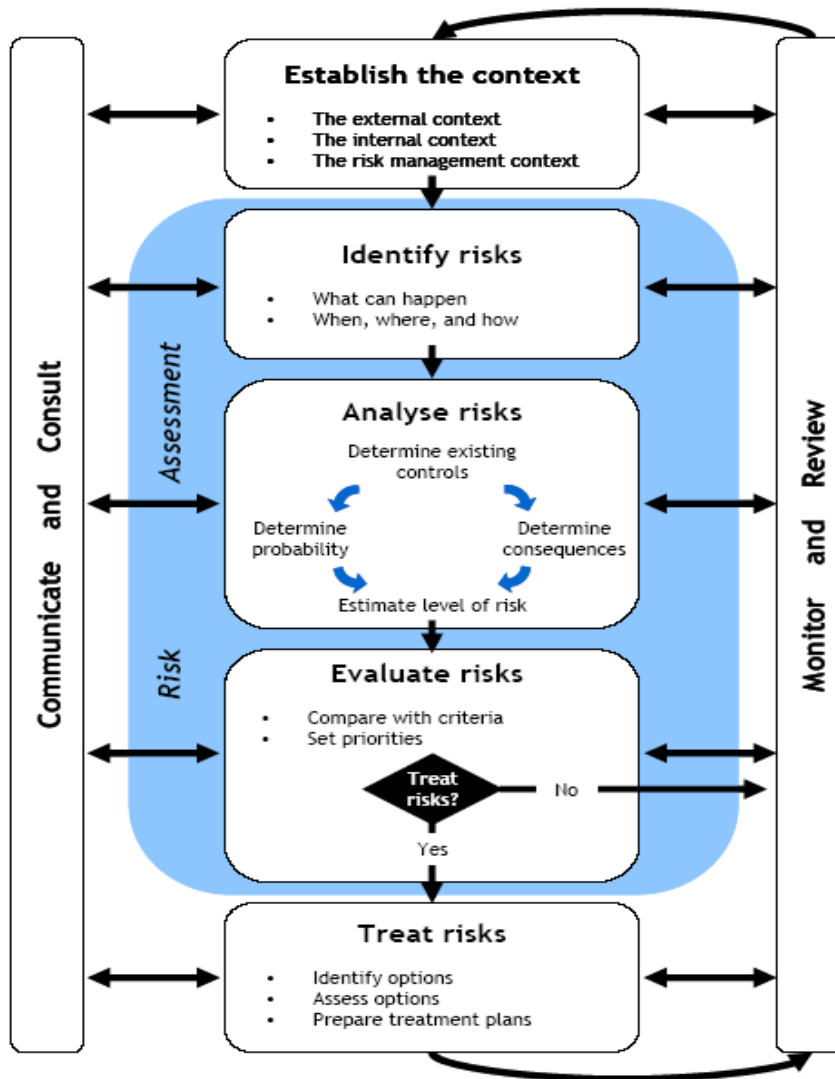 Establish the context
• The external context
• The internal context
• The risk management context
Identify risks
• What can happen
• When, where, and how
Analyse risks
Determine existing
controls
Determine
probability
Determine
consequences
Estimate level of risk
Evaluate risks
• Compare with criteria
• Set priorities
Treat
risks?
No
Yes
Treat risks
• Identify options
• Assess options
• Prepare treatment plans
Communicate and Consult
Risk Assessment
Monitor and Review